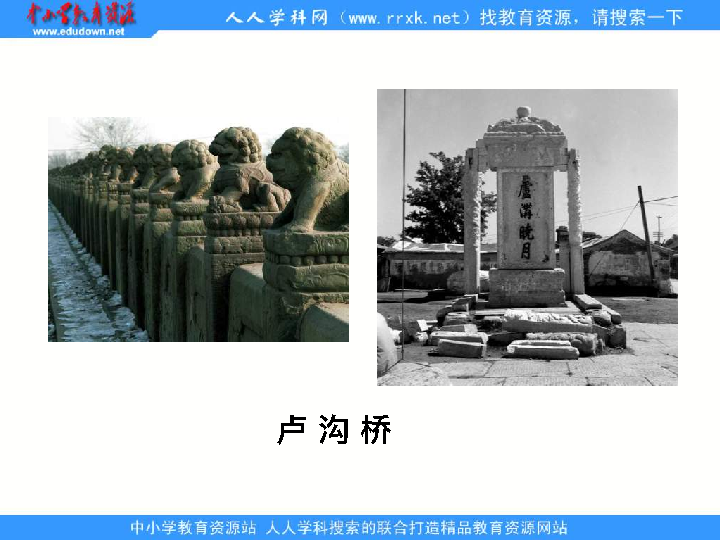 中小学教育资源
www.edudown.net
人人学科网（www.rrxk.net）找教育资源，请搜索一下
盧溝曉月
卢沟桥
中小学教育资源站 人人学科搜索的联合打造精品教育资源网站